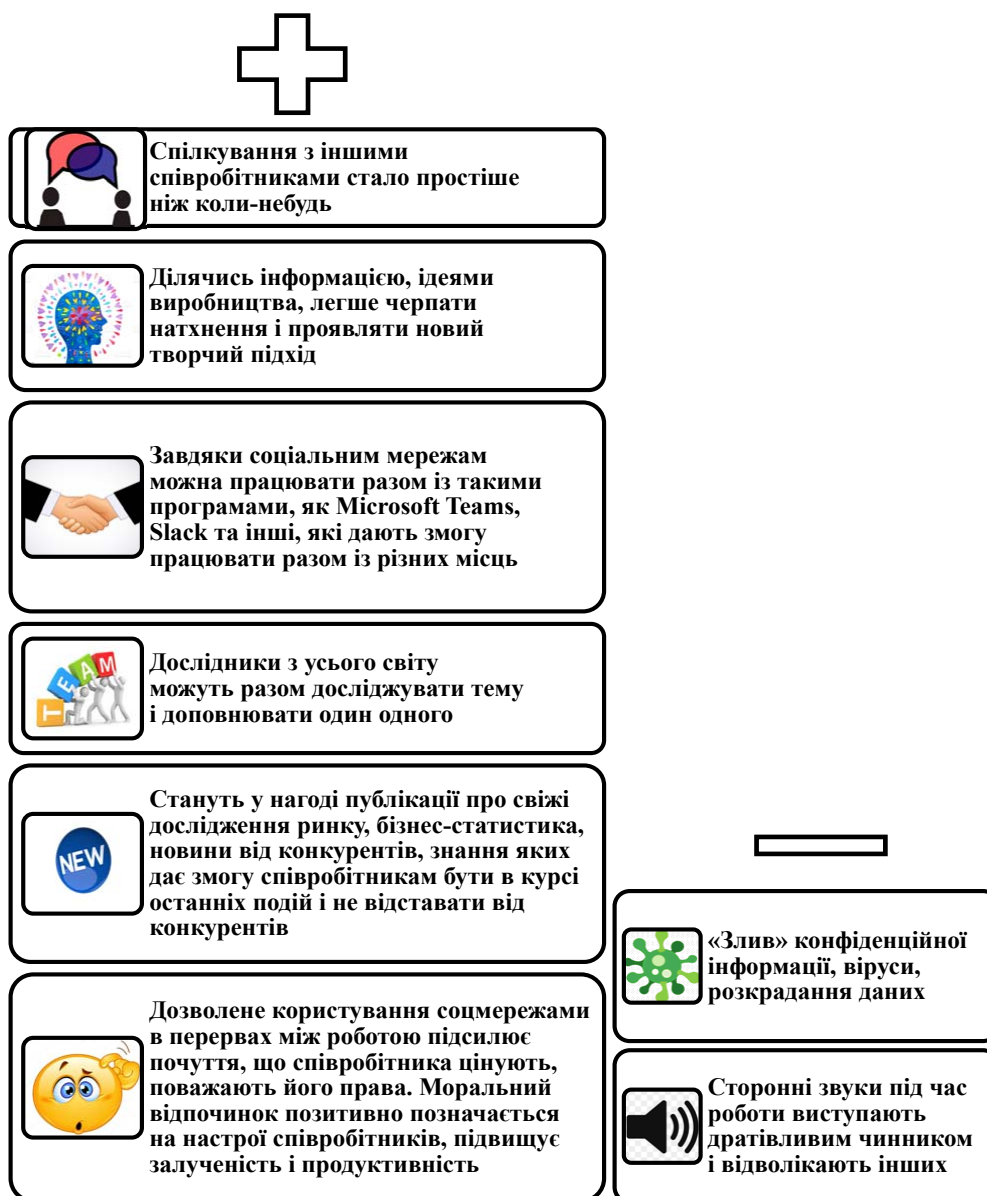 Спілкування з іншими
співробітниками стало простіше
ніж коли-небудь
Ділячись інформацією, ідеями
виробництва, легше черпати
натхнення і проявляти новий
творчий підхід
Завдяки соціальним мережам
можна працювати разом із такими
програмами, як Microsoft Teams,
Slack та інші, які дають змогу
працювати разом із різних місць
TEAM
Дослідники з усього світу
можуть разом досліджувати тему
і доповнювати один одного
NEW
Стануть у нагоді публікації про свіжі
дослідження ринку, бізнес-статистика,
новини від конкурентів, знання яких
дає змогу співробітникам бути в курсі
останніх подій і не відставати від
конкурентів
Дозволене користування соцмережами
в перервах між роботою підсилює
почуття, що співробітника цінують,
поважають його права. Моральний
відпочинок позитивно позначається
на настрої співробітників, підвищує
залученість і продуктивність
«Злив» конфіденційної
інформації, віруси,
розкрадання даних
Сторонні звуки під час
роботи виступають
дратівливим чинником
і відволікають інших